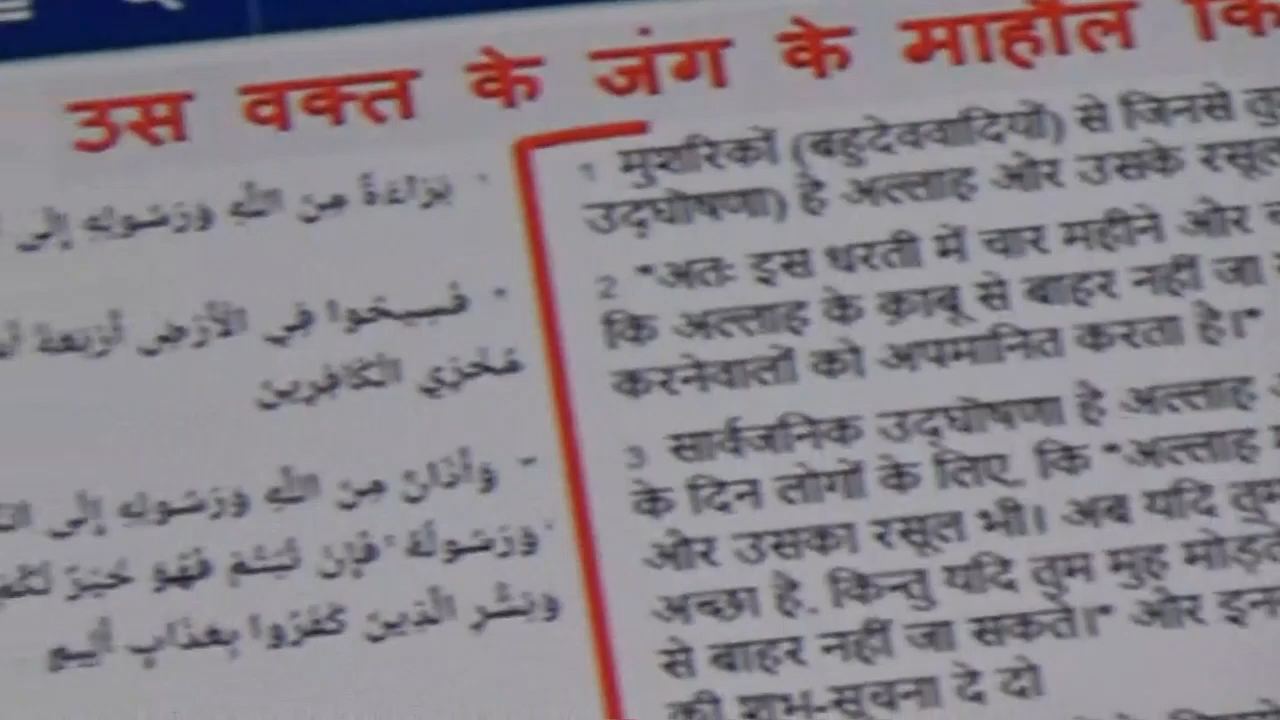 उस वक्त के जंग के माहौल कि
بَرَاءَةٌ مِنَ اللَّهِ وَرَسُولِهِ إِلَى
فَسِيحُوا فِي الْأَرْضِ أَرْبَعَةَ
مُخْزِي الْكَافِرِينَ
وَأَذَانٌ مِنَ اللَّهِ وَرَسُولِهِ إِلَى
وَرَسُولُهُ فَإِنْ تُبْتُمْ فَهُوَ خَيْرٌ لَكُمْ
وَبَشِّرِ الَّذِينَ كَفَرُوا بِعَذَابٍ أَلِيمٍ
1 मुशरिकों (बहुदेववादियों) से जिनसे तु
उद्घोषणा) है अल्लाह और उसके रसूल
2 "अतः इस धरती में चार महीने और
कि अल्लाह के क़ाबू से बाहर नहीं जा
करनेवालों को अपमानित करता है।"
3 सार्वजनिक उद्घोषणा है अल्लाह
के दिन लोगों के लिए, कि "अल्लाह
और उसका रसूल भी। अब यदि तुम
अच्छा है, किन्तु यदि तुम मुह मोड़ते
से बाहर नहीं जा सकते।" और इन
की शुभ-सूचना दे दो